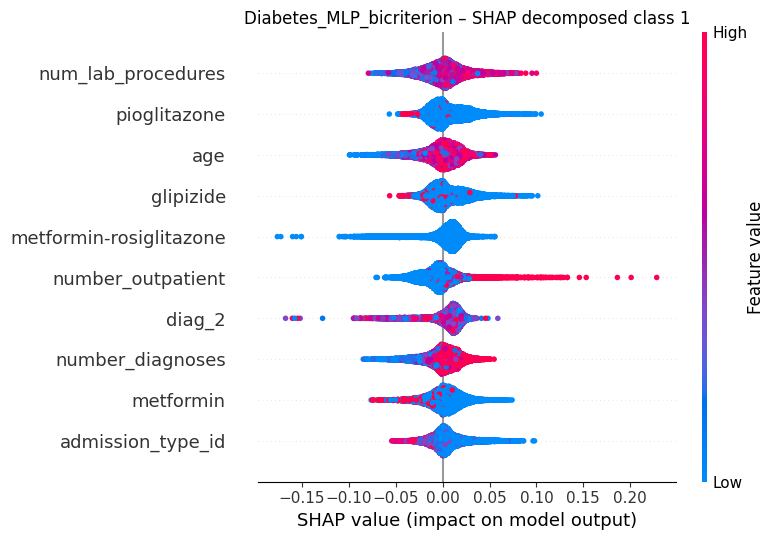 Diabetes_MLP_bicriterion – SHAP decomposed class 1
High
num_lab_procedures
pioglitazone
age
glipizide
metformin-rosiglitazone
number_outpatient
diag_2
number_diagnoses
metformin
admission_type_id
Feature value
Low
−0.15 −0.10 −0.05 0.00 0.05 0.10 0.15 0.20
SHAP value (impact on model output)